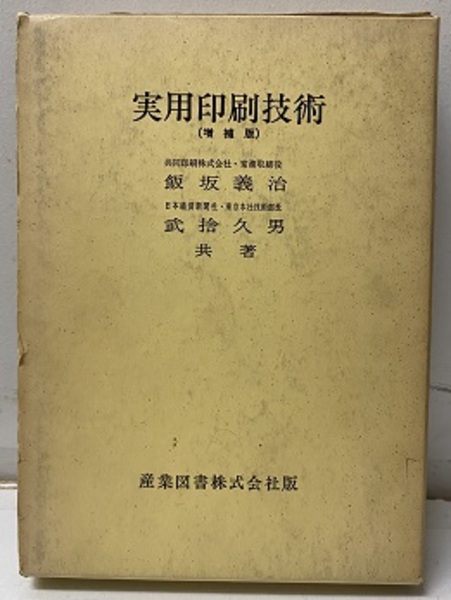 実用印刷技術
(増補版)
共同印刷株式会社・常務取締役
飯坂義治
日本経済新聞社・東京本社技術部長
武捨久男
共著
産業図書株式会社版